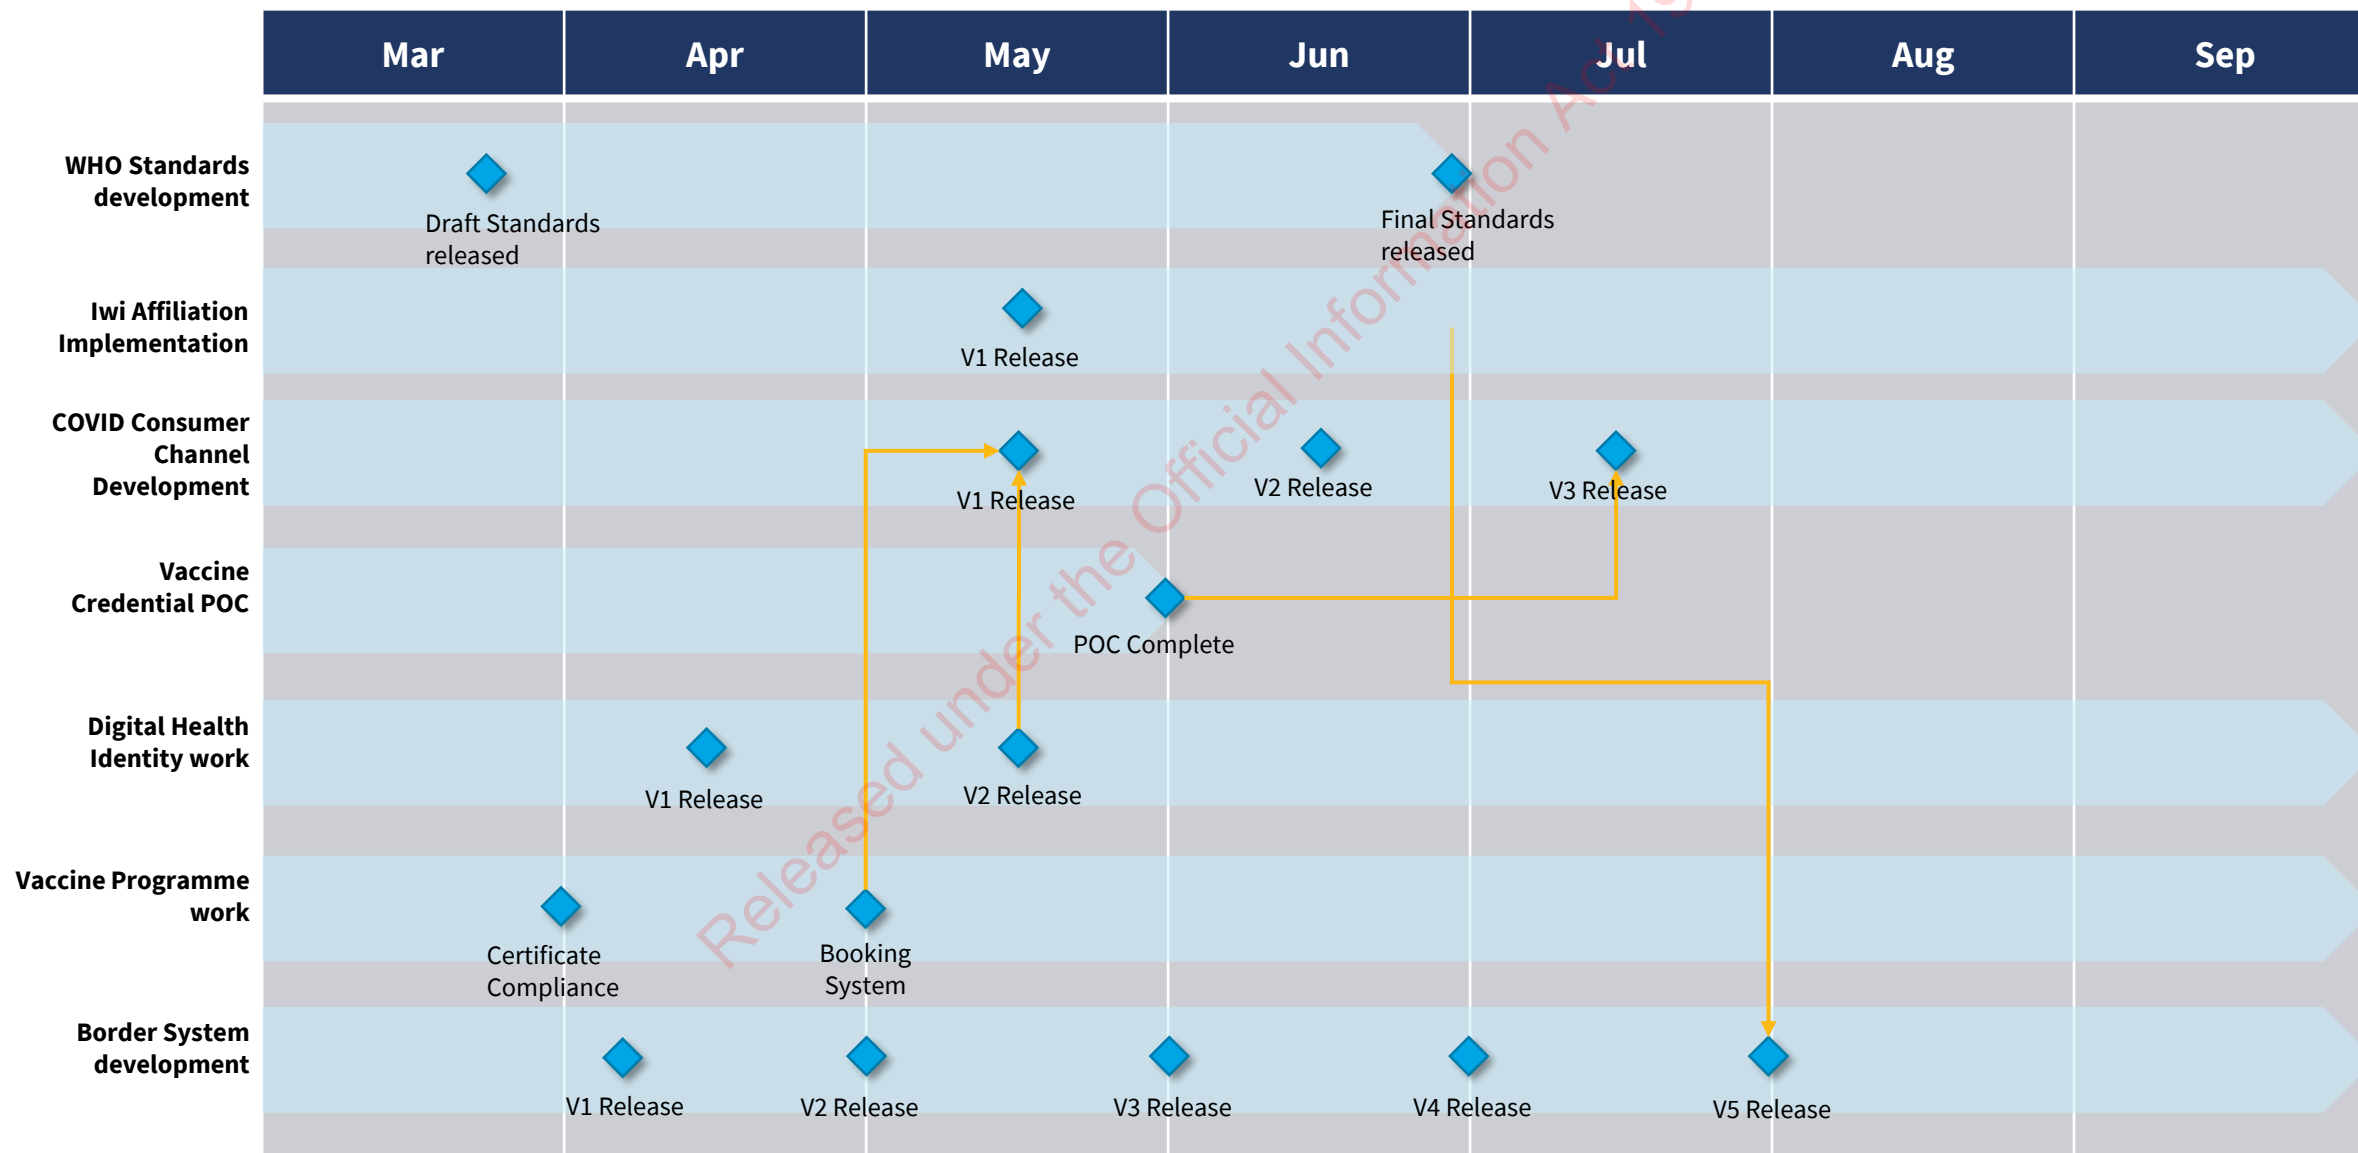 Mar Apr May Jun Jul Aug Sep
WHO Standards
development
Draft Standards
released
Final Standards
released
Iwi Affiliation
Implementation
V1 Release
COVID Consumer
Channel
Development
V1 Release
V2 Release
V3 Release
Vaccine
Credential POC
POC Complete
Digital Health
Identity work
V1 Release
V2 Release
Vaccine Programme
work
Certificate
Compliance
Booking
System
Border System
development
V1 Release
V2 Release
V3 Release
V4 Release
V5 Release
Released under the Official Information Act